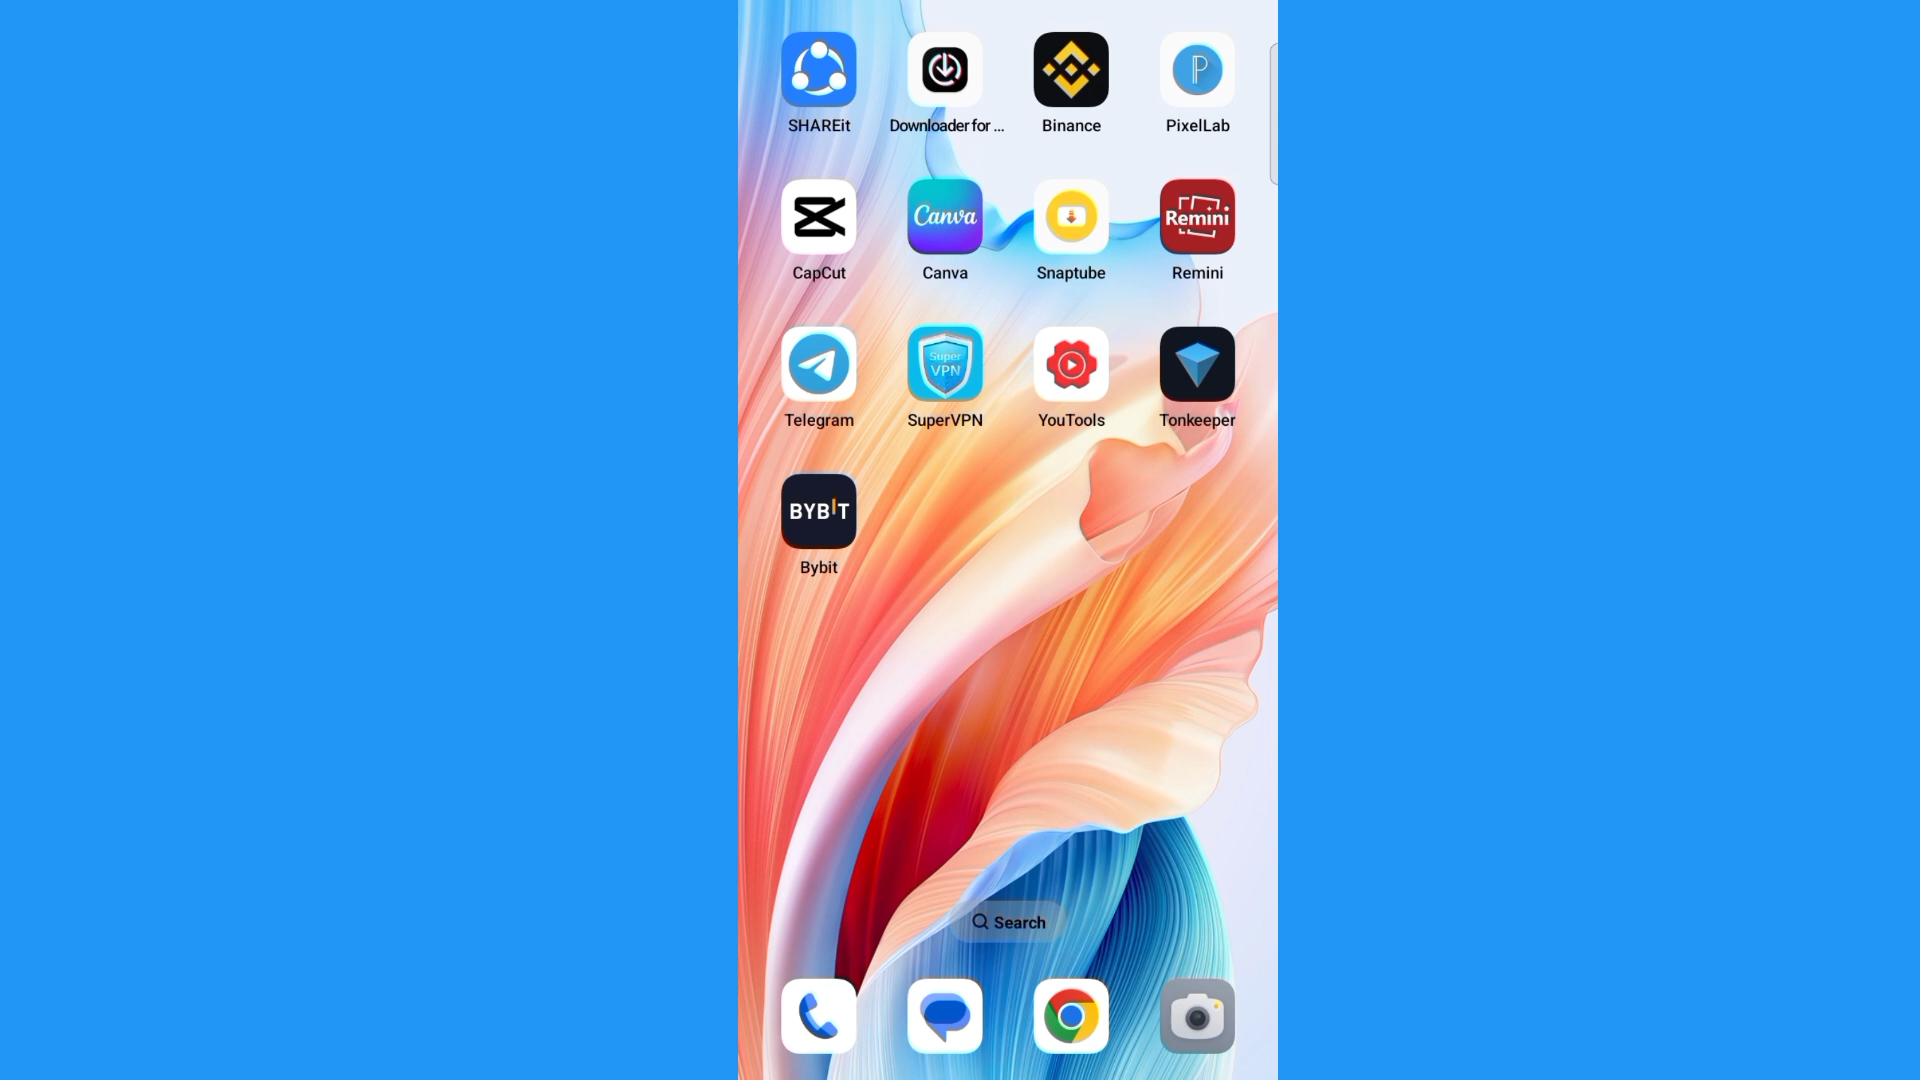 SHAREit
Downloader for ...
Binance
P
PixelLab
CapCut
Canva
Canva
Snaptube
Remini
Remini
Telegram
Super
VPN
SuperVPN
YouTools
Tonkeeper
BYBIT
Bybit
Search